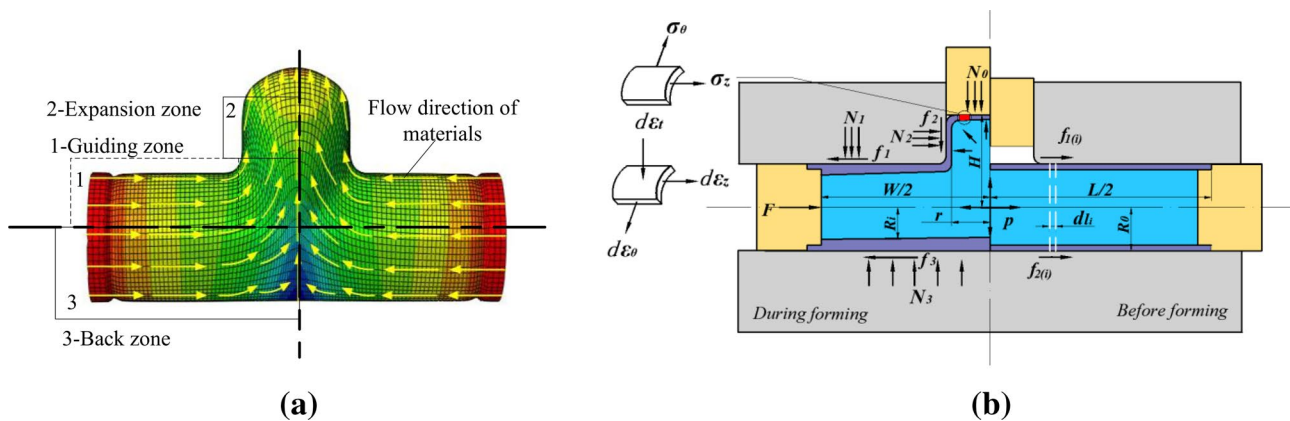 2-Expansion zone
1-Guiding zone
1
2
Flow direction of
materials
3
3-Back zone
(a)
σθ
σz
dεt
dεz
dεθ
N0
N1
f1
f2
N2
f1(i)
H
W/2
L/2
F
r
Ri
p
dli
R0
f3
N3
f2(i)
During forming
Before forming
(b)